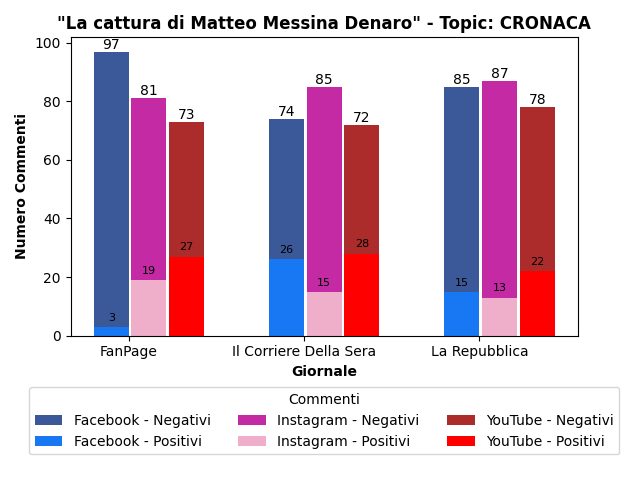 "La cattura di Matteo Messina Denaro" - Topic: CRONACA
Numero Commenti
100
80
60
40
20
0
97 81 73 74 85 72 85 87 78
3 19 27 26 15 28 15 13 22
FanPage Il Corriere Della Sera La Repubblica
Giornale
Commenti
Facebook - Negativi Instagram - Negativi YouTube - Negativi
Facebook - Positivi Instagram - Positivi YouTube - Positivi